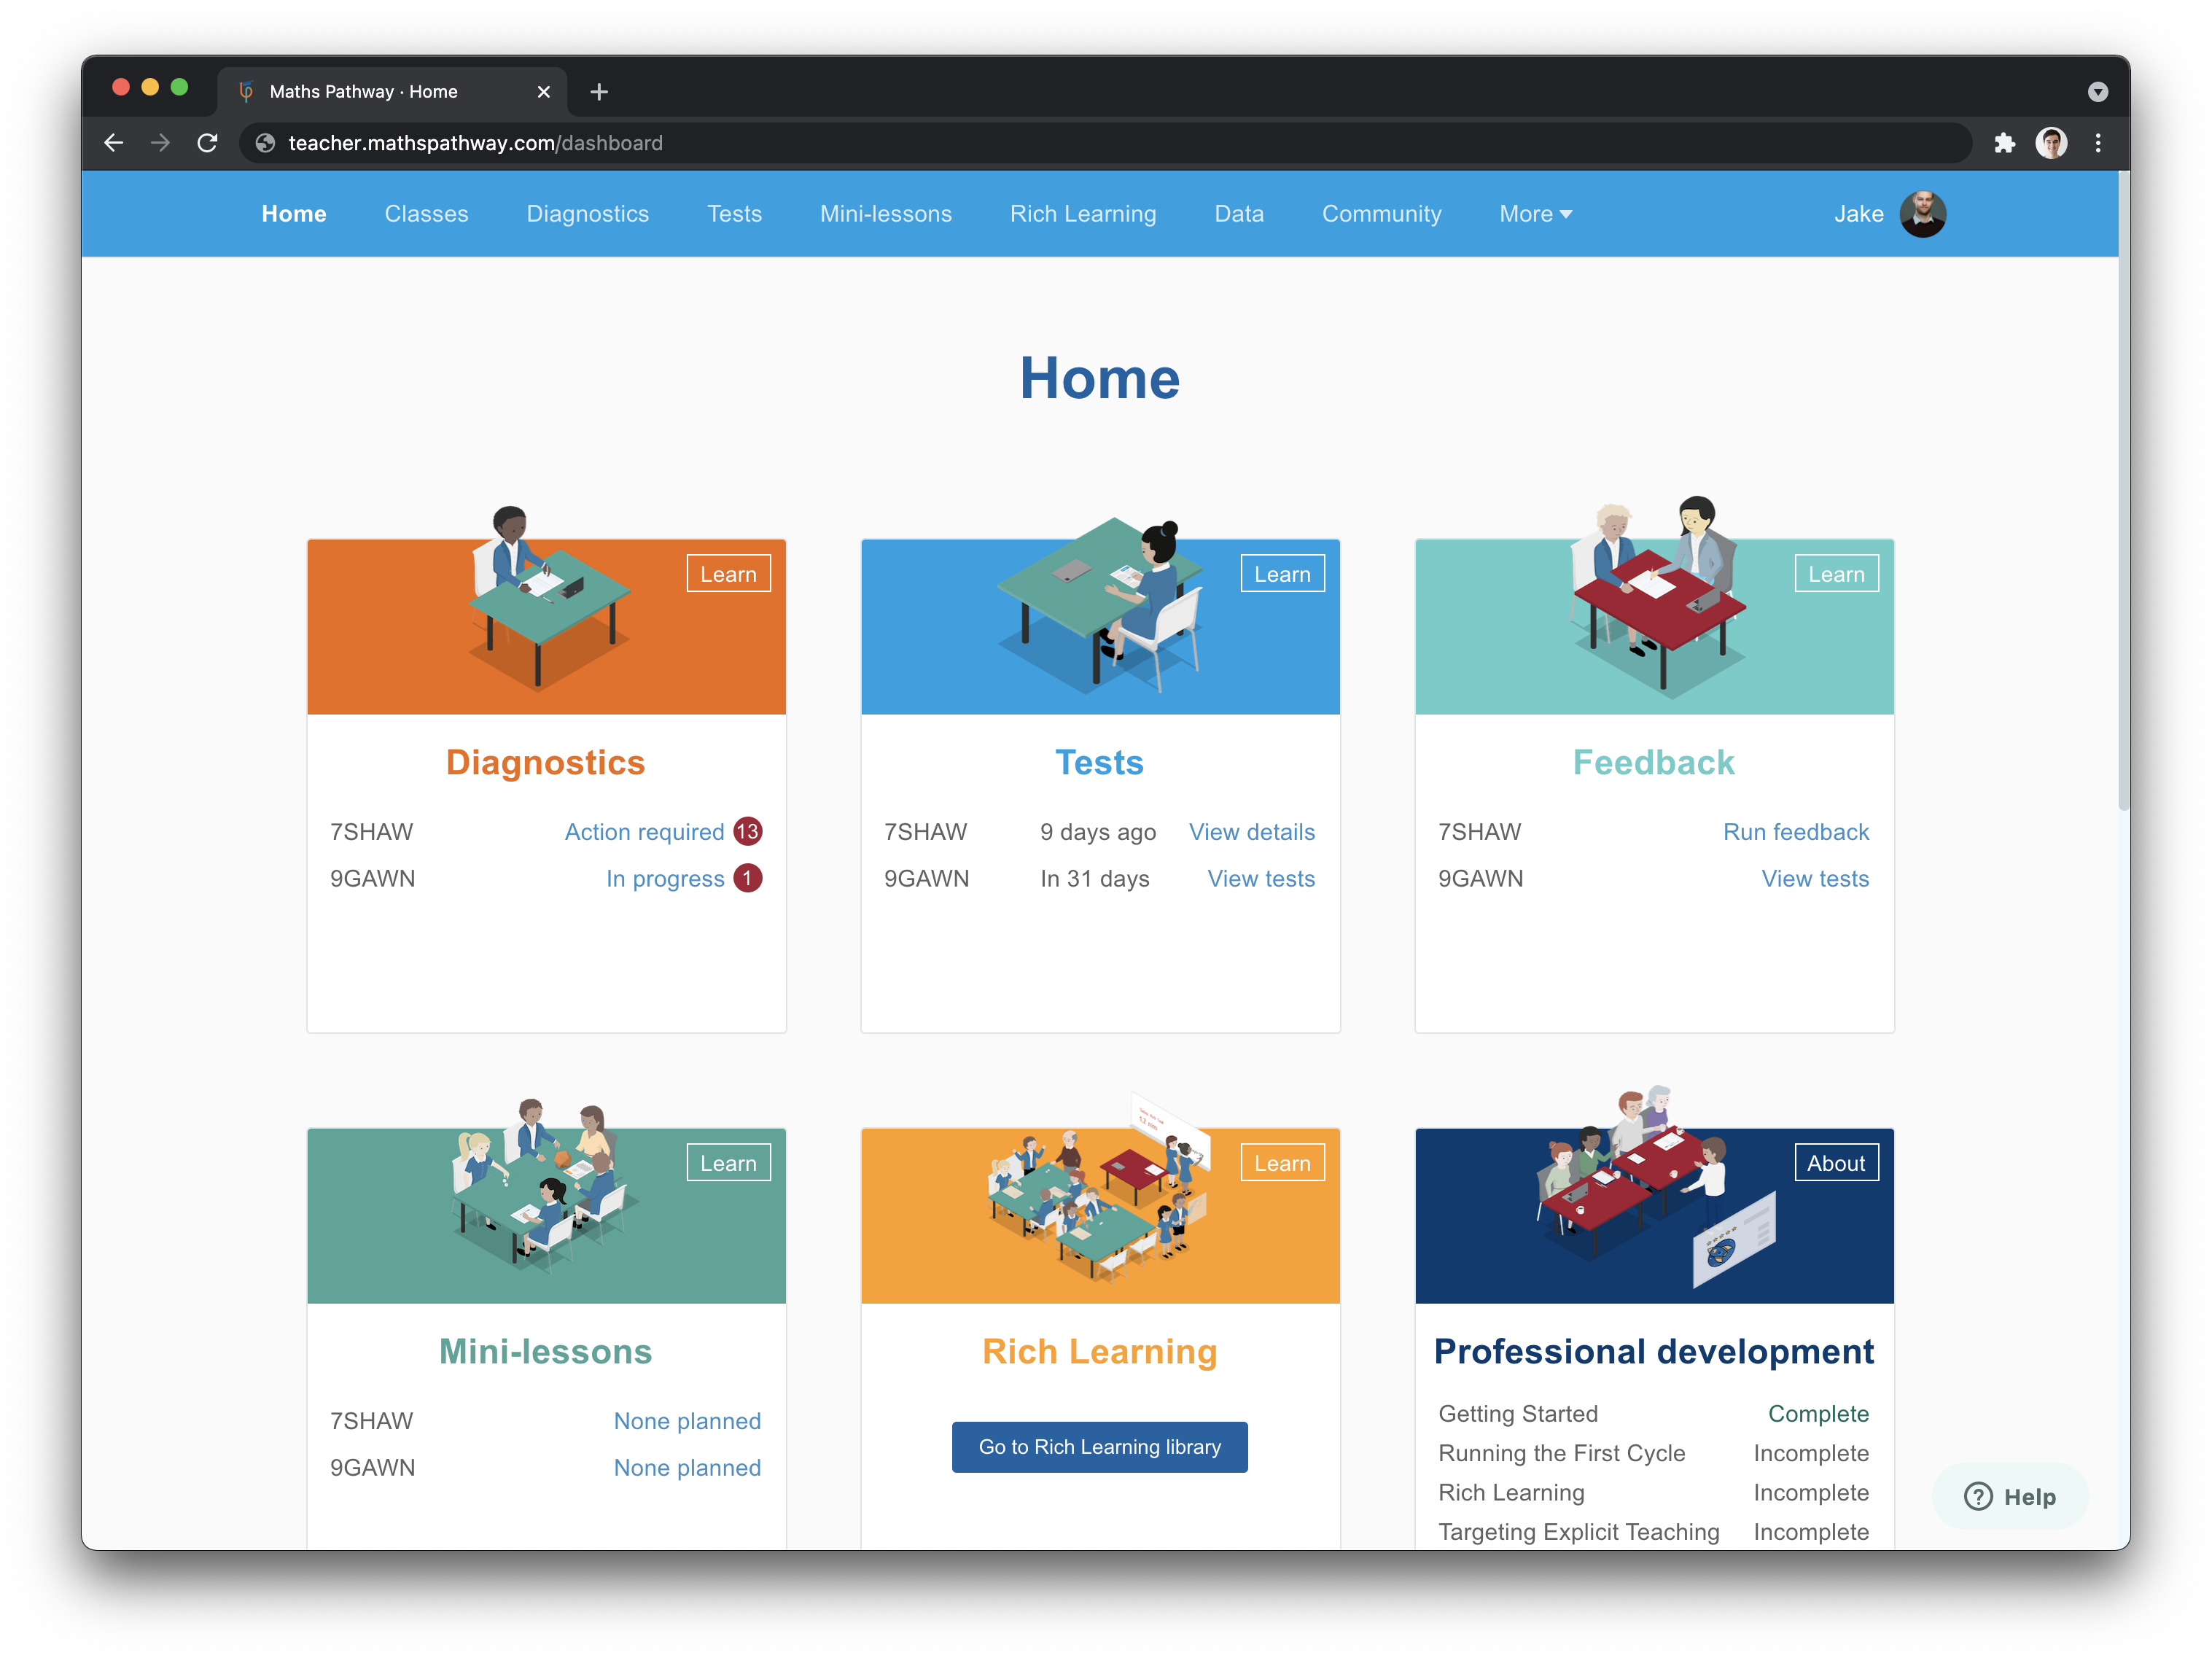 Maths Pathway · Home
teacher.mathspathway.com/dashboard
Home Classes Diagnostics Tests Mini-lessons Rich Learning Data Community More Jake
Home
Learn Learn Learn
Diagnostics Tests Feedback
7SHAW Action required 13 7SHAW 9 days ago View details 7SHAW Run feedback
9GAWN In progress 1 9GAWN In 31 days View tests 9GAWN View tests
Learn Learn About
Mini-lessons Rich Learning Professional development
7SHAW None planned Go to Rich Learning library Getting Started Complete
9GAWN None planned Running the First Cycle Incomplete
Rich Learning Incomplete
Targeting Explicit Teaching Incomplete
? Help